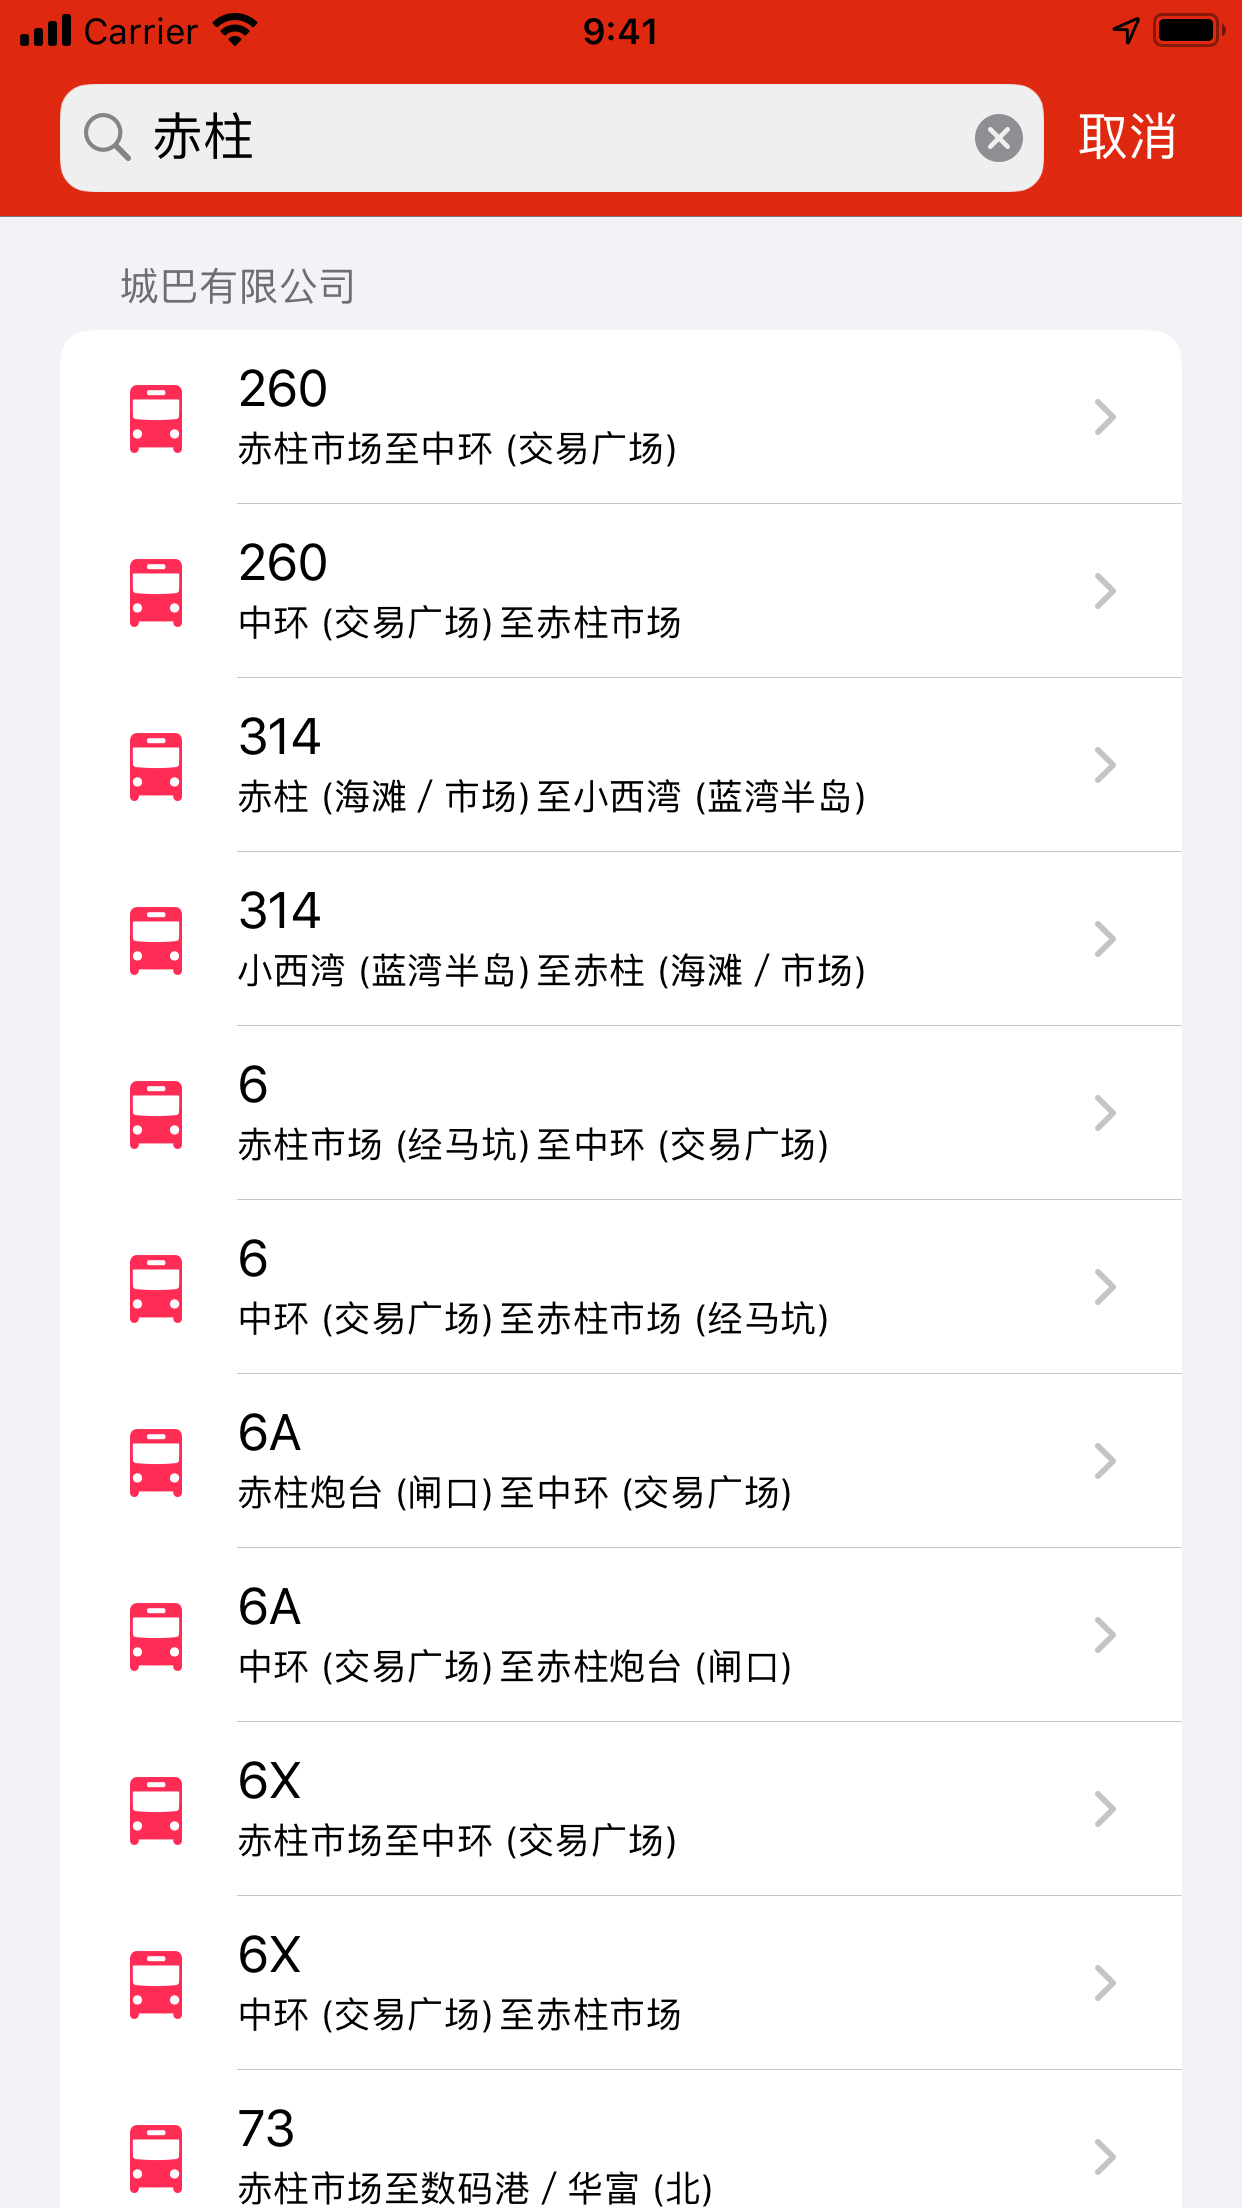 Carrier
9:41
赤柱
取消
城巴有限公司
260
赤柱市场至中环 (交易广场)
260
中环 (交易广场) 至赤柱市场
314
赤柱 (海滩 / 市场) 至小西湾 (蓝湾半岛)
314
小西湾 (蓝湾半岛) 至赤柱 (海滩 / 市场)
6
赤柱市场 (经马坑) 至中环 (交易广场)
6
中环 (交易广场) 至赤柱市场 (经马坑)
6A
赤柱炮台 (闸口) 至中环 (交易广场)
6A
中环 (交易广场) 至赤柱炮台 (闸口)
6X
赤柱市场至中环 (交易广场)
6X
中环 (交易广场) 至赤柱市场
73
赤柱市场至数码港 / 华富 (北)